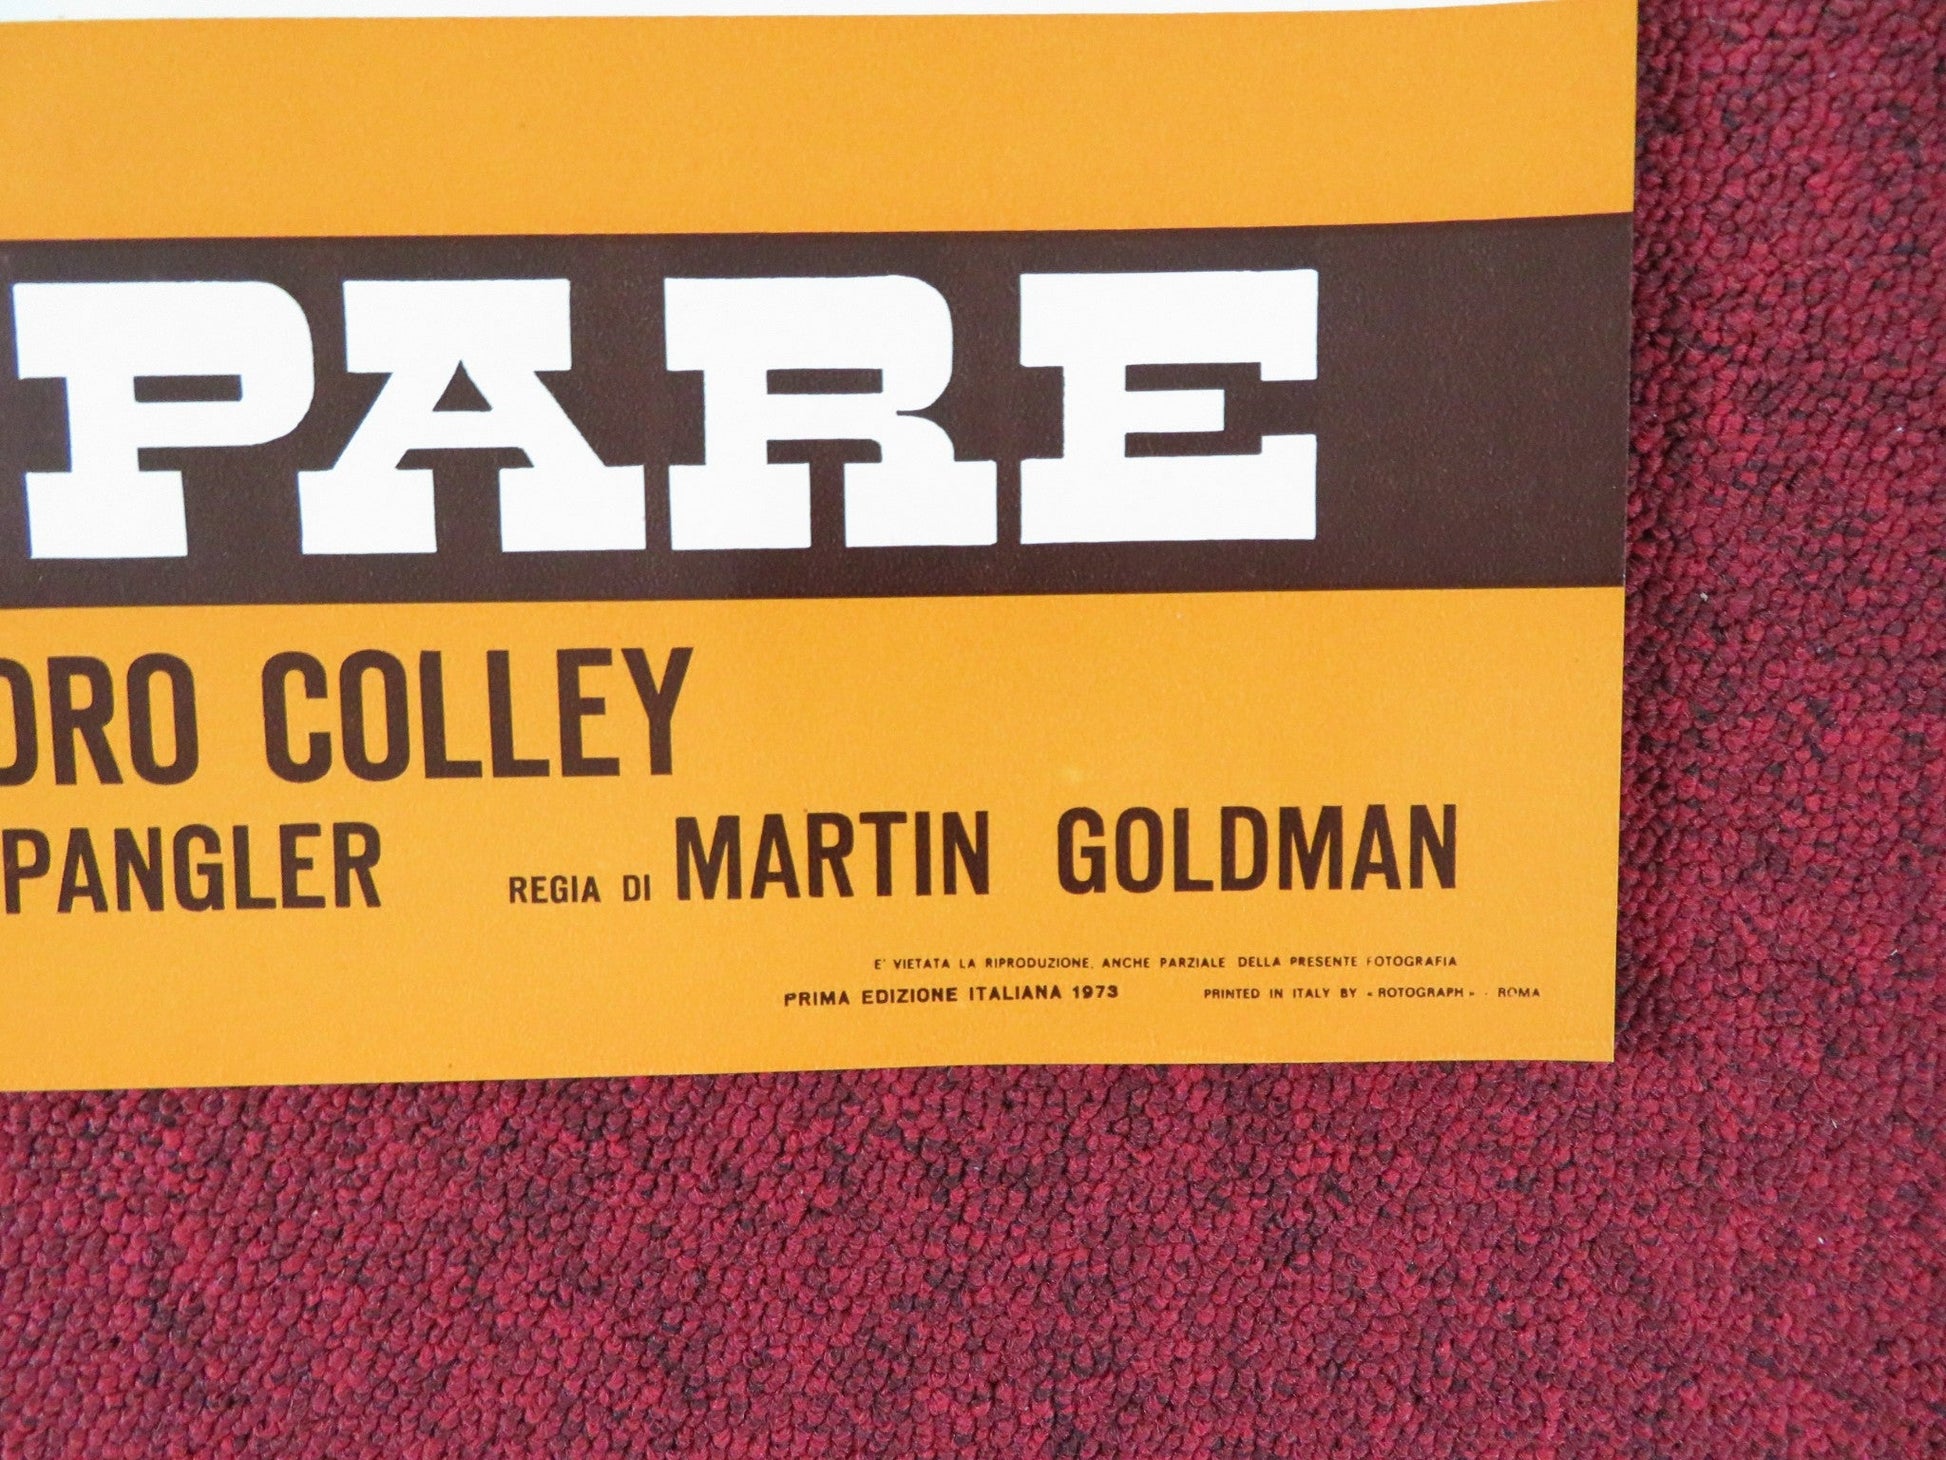 PARE
DRO COLLEY
PANGLER REGIA DI MARTIN GOLDMAN
E' VIETATA LA RIPRODUZIONE, ANCHE PARZIALE DELLA PRESENTE FOTOGRAFIA
PRIMA EDIZIONE ITALIANA 1973 PRINTED IN ITALY BY « ROTOGRAPH » - ROMA